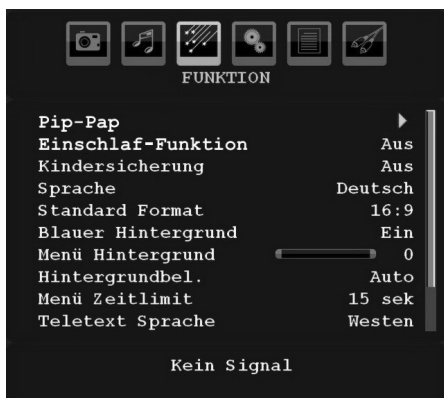 FUNKTION
Pip-Pap
Einschlaf-Funktion Aus
Kindersicherung Aus
Sprache Deutsch
Standard Format 16:9
Blauer Hintergrund Ein
Menü Hintergrund 0
Hintergrundbel. Auto
Menü Zeitlimit 15 sek
Teletext Sprache Westen
Kein Signal